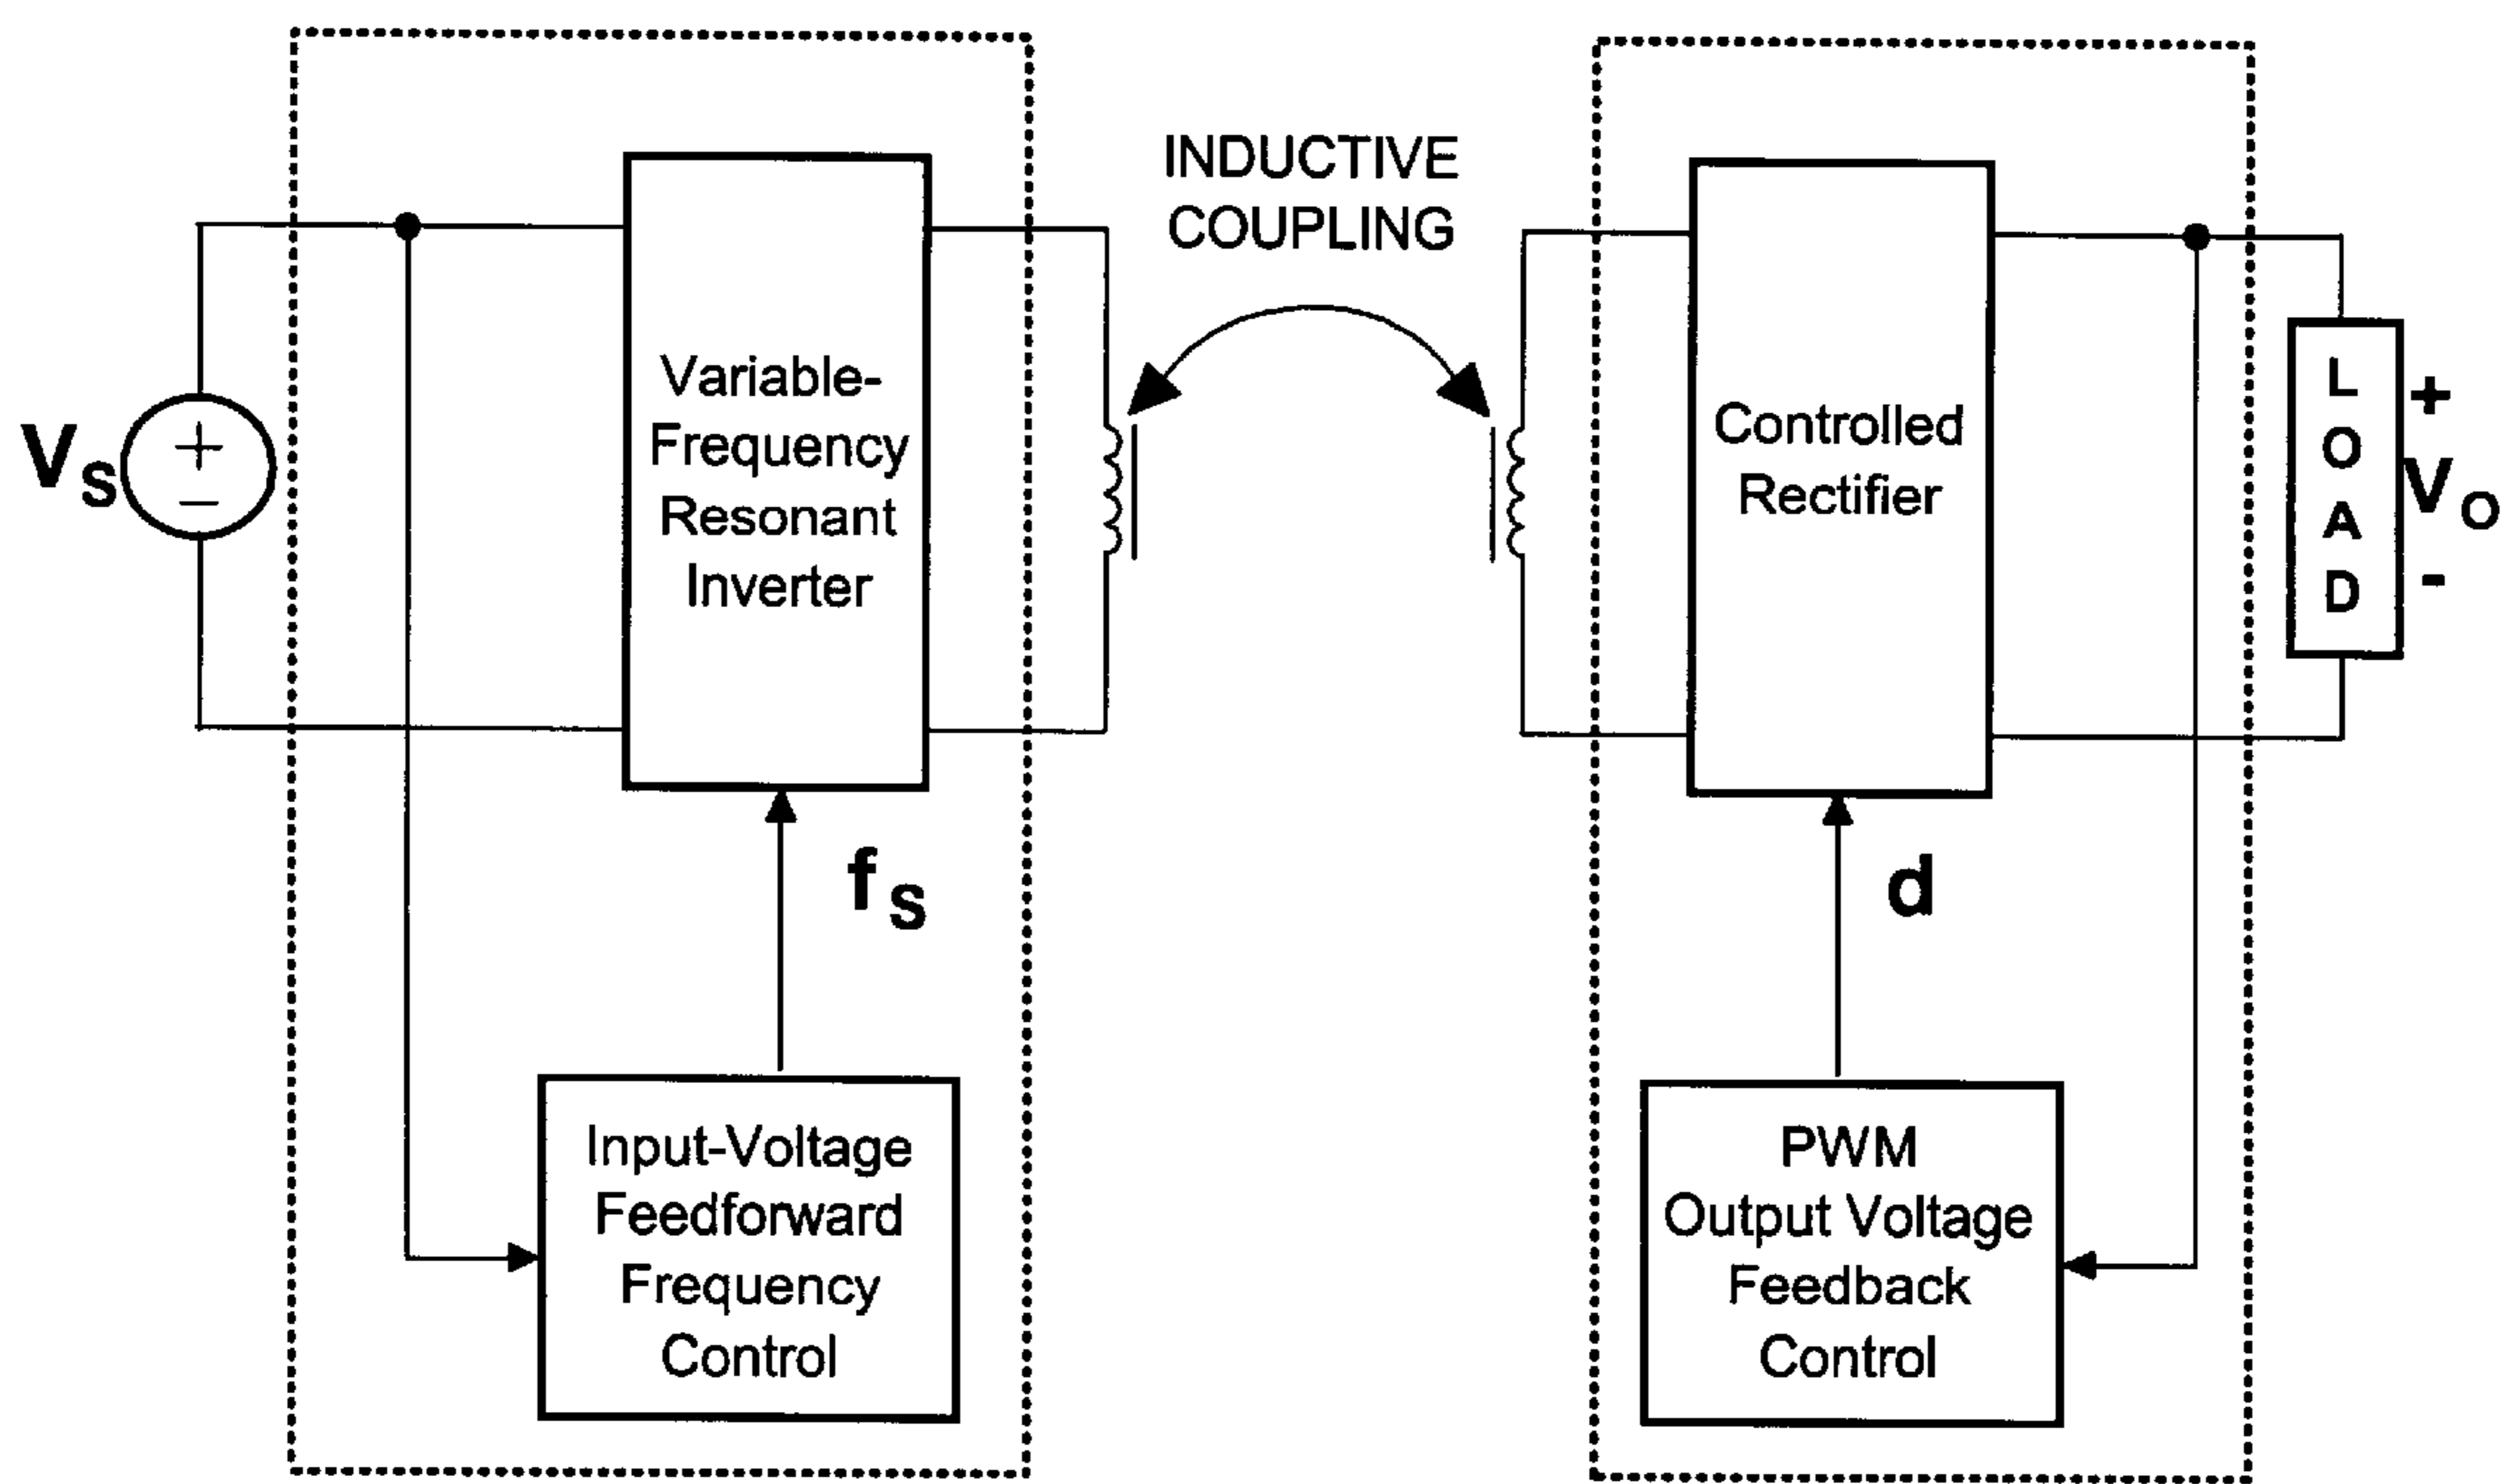 INDUCTIVE
COUPLING
VS
+
−
Variable-
Frequency
Resonant
Inverter
fS
Input-Voltage
Feedforward
Frequency
Control
Controlled
Rectifier
d
PWM
Output Voltage
Feedback
Control
L
O
A
D
+
VO
-